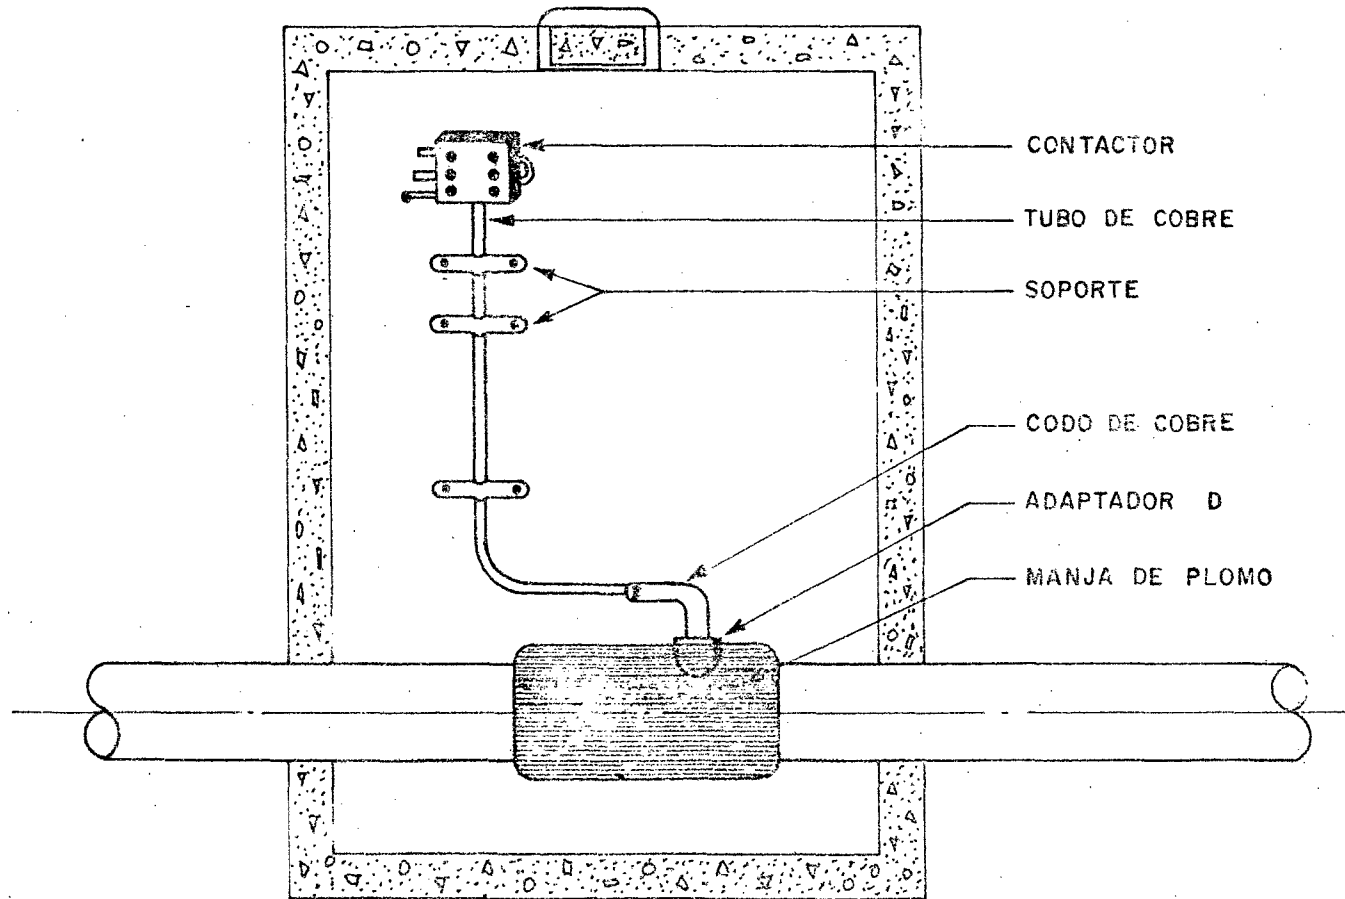 CONTACTOR
TUBO DE COBRE
SOPORTE
CODO DE COBRE
ADAPTADOR D
MANJA DE PLOMO